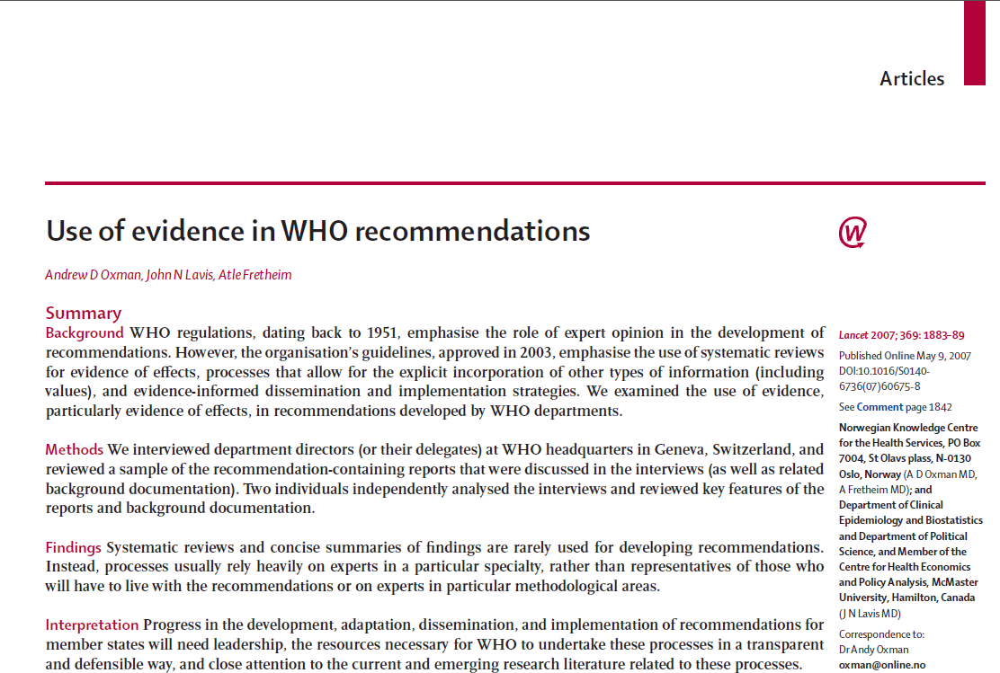 Articles
Use of evidence in WHO recommendations
Andrew D Oxman, John N Lavis, Atle Fretheim
Summary
Background WHO regulations, dating back to 1951, emphasise the role of expert opinion in the development of
recommendations. However, the organisation's guidelines, approved in 2003, emphasise the use of systematic reviews
for evidence of effects, processes that allow for the explicit incorporation of other types of information (including
values), and evidence-informed dissemination and implementation strategies. We examined the use of evidence,
particularly evidence of effects, in recommendations developed by WHO departments.
Methods We interviewed department directors (or their delegates) at WHO headquarters in Geneva, Switzerland, and
reviewed a sample of the recommendation-containing reports that were discussed in the interviews (as well as related
background documentation). Two individuals independently analysed the interviews and reviewed key features of the
reports and background documentation.
Findings Systematic reviews and concise summaries of findings are rarely used for developing recommendations.
Instead, processes usually rely heavily on experts in a particular specialty, rather than representatives of those who
will have to live with the recommendations or on experts in particular methodological areas.
Interpretation Progress in the development, adaptation, dissemination, and implementation of recommendations for
member states will need leadership, the resources necessary for WHO to undertake these processes in a transparent
and defensible way, and close attention to the current and emerging research literature related to these processes.
W
Lancet 2007; 369: 1883–89
Published Online May 9, 2007
DOI:10.1016/S0140-
6736(07)60675-8
See Comment page 1842
Norwegian Knowledge Centre
for the Health Services, PO Box
7004, St Olavs plass, N-0130
Oslo, Norway (A D Oxman MD,
A Fretheim MD); and
Department of Clinical
Epidemiology and Biostatistics
and Department of Political
Science, and Member of the
Centre for Health Economics
and Policy Analysis, McMaster
University, Hamilton, Canada
(J N Lavis MD)
Correspondence to:
Dr Andy Oxman
oxman@online.no